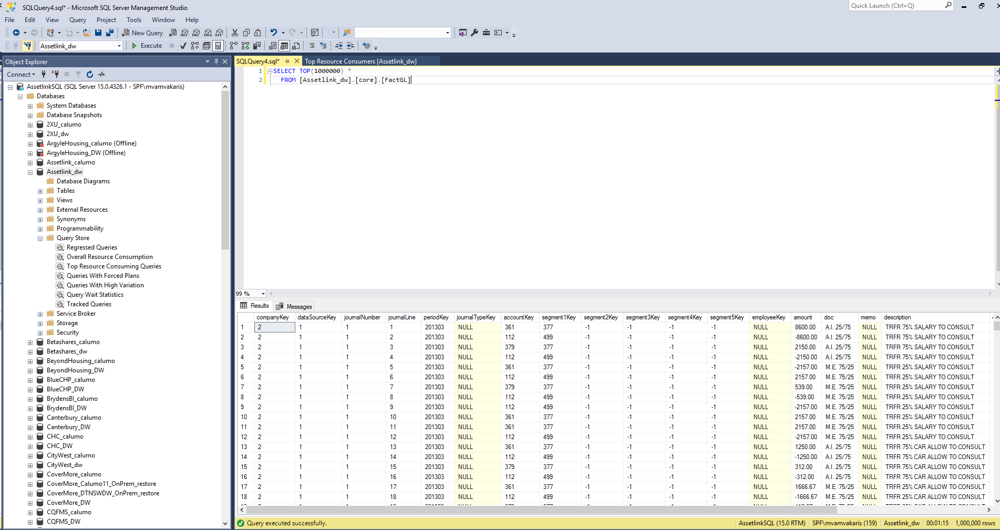 SQLQuery4.sql* - Microsoft SQL Server Management Studio
Quick Launch (Ctrl+Q)
File Edit View Query Project Tools Window Help
New Query MDX DMX XMLA DAX
Assetlink_dw Execute
Object Explorer
SQLQuery4.sql* Top Resource Consumers [Assetlink_dw]
Connect
AssetlinkSQL (SQL Server 15.0.4326.1 - SPF\mvamvakaris)
Databases
System Databases
Database Snapshots
2XU_calumo
2XU_dw
ArgyleHousing_calumo (Offline)
ArgyleHousing_DW (Offline)
Assetlink_calumo
Assetlink_dw
Database Diagrams
Tables
Views
External Resources
Synonyms
Programmability
Query Store
Regressed Queries
Overall Resource Consumption
Top Resource Consuming Queries
Queries With Forced Plans
Queries With High Variation
Query Wait Statistics
Tracked Queries
Service Broker
Storage
Security
Betashares_calumo
Betashares_dw
BeyondHousing_calumo
BeyondHousing_DW
BlueCHP_calumo
BlueCHP_DW
BrydensBI_calumo
BrydensBI_DW
Canterbury_calumo
Canterbury_DW
CHC_calumo
CHC_DW
CityWest_calumo
CityWest_dw
CoverMore_calumo
CoverMore_Calumo11_OnPrem_restore
CoverMore_DTNSWDW_OnPrem_restore
CoverMore_DW
CQFMS_calumo
CQFMS_DW
1 SELECT TOP(1000000) *
2 FROM [Assetlink_dw].[core].[FactGL]
99 %
Results Messages
companyKey dataSourceKey journalNumber journalLine periodKey journalTypeKey accountKey segment1Key segment2Key segment3Key segment4Key segment5Key employeeKey amount doc memo description
1 2 1 1 1 201303 NULL 361 377 -1 -1 -1 -1 NULL 8600.00 A.I. 25/75 NULL TRFR 75% SALARY TO CONSULT
2 2 1 1 2 201303 NULL 112 499 -1 -1 -1 -1 NULL -8600.00 A.I. 25/75 NULL TRFR 75% SALARY TO CONSULT
3 2 1 1 3 201303 NULL 379 377 -1 -1 -1 -1 NULL 2150.00 A.I. 25/75 NULL TRFR 75% SALARY TO CONSULT
4 2 1 1 4 201303 NULL 112 499 -1 -1 -1 -1 NULL -2150.00 A.I. 25/75 NULL TRFR 75% SALARY TO CONSULT
5 2 1 1 5 201303 NULL 361 377 -1 -1 -1 -1 NULL -2157.00 M.E. 75/25 NULL TRFR 25% SALARY TO CONSULT
6 2 1 1 6 201303 NULL 112 499 -1 -1 -1 -1 NULL 2157.00 M.E. 75/25 NULL TRFR 25% SALARY TO CONSULT
7 2 1 1 7 201303 NULL 379 377 -1 -1 -1 -1 NULL 539.00 M.E. 75/25 NULL TRFR 25% SALARY TO CONSULT
8 2 1 1 8 201303 NULL 112 499 -1 -1 -1 -1 NULL -539.00 M.E. 75/25 NULL TRFR 25% SALARY TO CONSULT
9 2 1 1 9 201303 NULL 112 499 -1 -1 -1 -1 NULL -2157.00 M.E. 75/25 NULL TRFR 25% SALARY TO CONSULT
10 2 1 1 10 201303 NULL 361 377 -1 -1 -1 -1 NULL 2157.00 M.E. 75/25 NULL TRFR 25% SALARY TO CONSULT
11 2 1 1 11 201303 NULL 361 377 -1 -1 -1 -1 NULL 2157.00 M.E. 75/25 NULL TRFR 25% SALARY TO CONSULT
12 2 1 1 12 201303 NULL 112 499 -1 -1 -1 -1 NULL -2157.00 M.E. 75/25 NULL TRFR 25% SALARY TO CONSULT
13 2 1 1 13 201303 NULL 361 377 -1 -1 -1 -1 NULL 1250.00 A.I. 25/75 NULL TRFR 75% CAR ALLOW TO CONSULT
14 2 1 1 14 201303 NULL 112 499 -1 -1 -1 -1 NULL -1250.00 A.I. 25/75 NULL TRFR 75% CAR ALLOW TO CONSULT
15 2 1 1 15 201303 NULL 379 377 -1 -1 -1 -1 NULL 312.00 A.I. 25/75 NULL TRFR 75% CAR ALLOW TO CONSULT
16 2 1 1 16 201303 NULL 112 499 -1 -1 -1 -1 NULL -312.00 A.I. 25/75 NULL TRFR 75% CAR ALLOW TO CONSULT
17 2 1 1 17 201303 NULL 361 377 -1 -1 -1 -1 NULL 1666.67 M.E. 75/25 NULL TRFR 25% CAR ALLOW TO CONSULT
18 2 1 1 18 201303 NULL 112 499 -1 -1 -1 -1 NULL -1666.67 M.E. 75/25 NULL TRFR 25% CAR ALLOW TO CONSULT
Query executed successfully. AssetlinkSQL (15.0 RTM) SPF\mvamvakaris (159) Assetlink_dw 00:01:15 1,000,000 rows